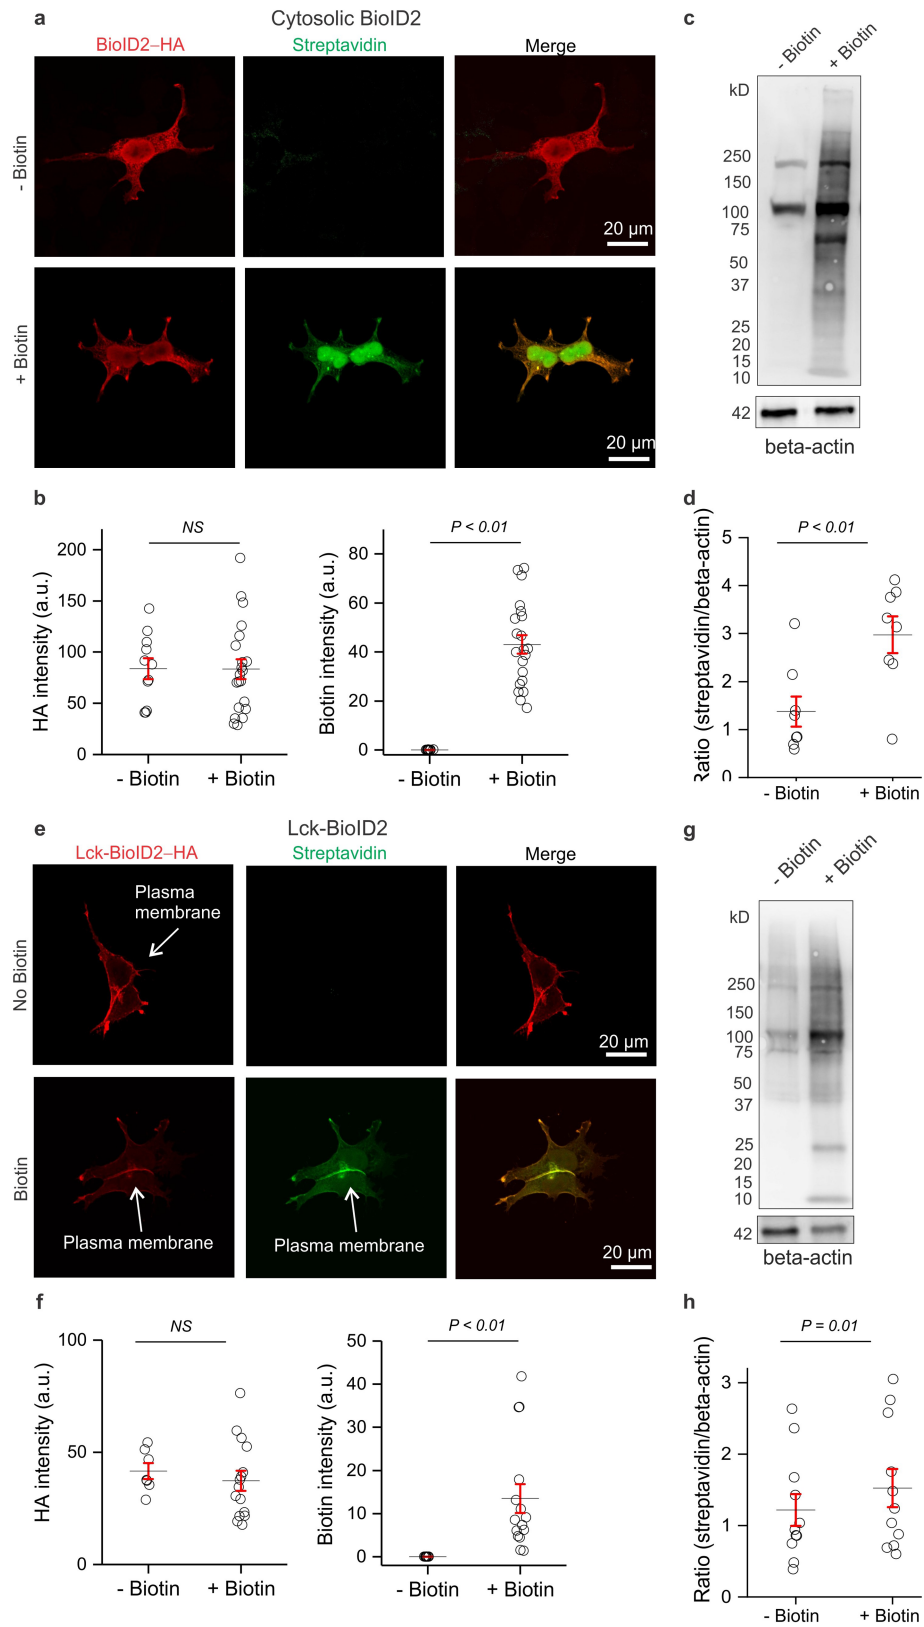 a
Cytosolic BioID2
BioID2–HA
Streptavidin
Merge
- Biotin
20 µm
+ Biotin
20 µm
c
- Biotin
+ Biotin
kD
250
150
100
75
50
37
25
20
15
10
42
beta-actin
b
NS
HA intensity (a.u.)
200
150
100
50
0
- Biotin
+ Biotin
P < 0.01
Biotin intensity (a.u.)
80
60
40
20
0
- Biotin
+ Biotin
d
P < 0.01
Ratio (streptavidin/beta-actin)
5
4
3
2
1
0
- Biotin
+ Biotin
e
Lck-BioID2
Lck-BioID2–HA
Streptavidin
Merge
No Biotin
Plasma
membrane
20 µm
Biotin
Plasma membrane
Plasma membrane
20 µm
g
- Biotin
+ Biotin
kD
250
150
100
75
50
37
25
20
15
10
42
beta-actin
f
NS
HA intensity (a.u.)
100
50
0
- Biotin
+ Biotin
P < 0.01
Biotin intensity (a.u.)
50
40
30
20
10
0
- Biotin
+ Biotin
h
P = 0.01
Ratio (streptavidin/beta-actin)
3
2
1
0
- Biotin
+ Biotin